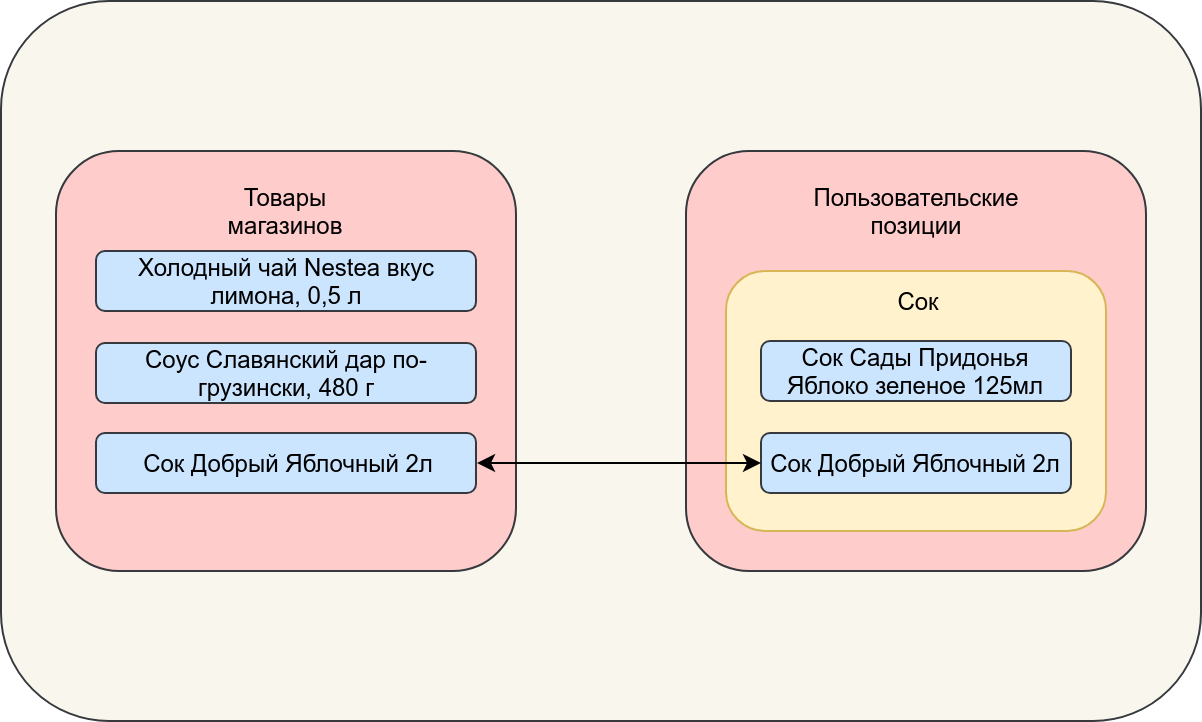 Товары
магазинов
Холодный чай Nestea вкус
лимона, 0,5 л
Соус Славянский дар по-
грузински, 480 г
Сок Добрый Яблочный 2л
Пользовательские
позиции
Сок
Сок Сады Придонья
Яблоко зеленое 125мл
Сок Добрый Яблочный 2л